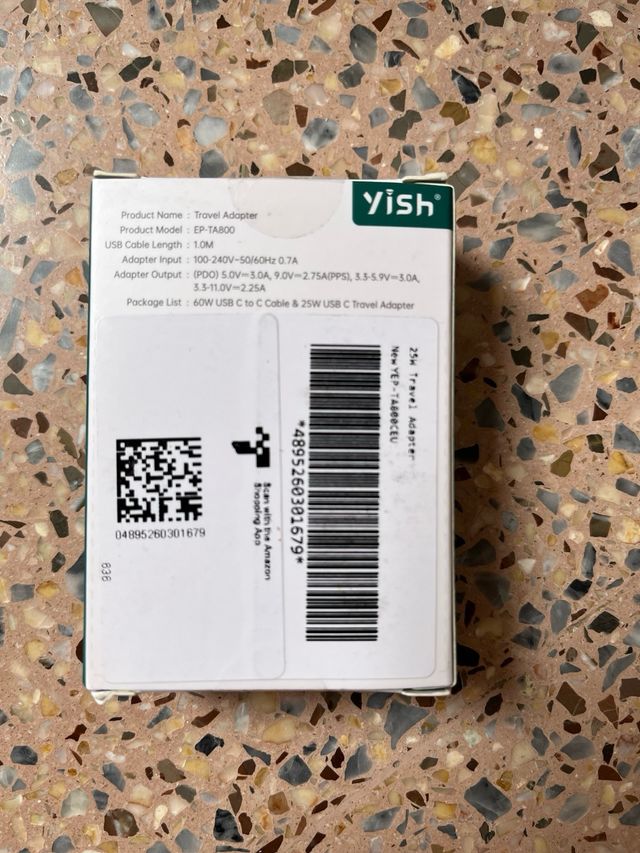 yish®
Product Name : Travel Adapter
Product Model : EP-TA800
USB Cable Length : 1.0M
Adapter Input : 100-240V~50/60Hz 0.7A
Adapter Output : (PDO) 5.0V⎓3.0A, 9.0V⎓2.75A(PPS), 3.3-5.9V⎓3.0A,
3.3-11.0V⎓2.25A
Package List : 60W USB C to C Cable & 25W USB C Travel Adapter
25W Travel Adapter
New YEP-TA800CEU
*4895260301679*
Scan with the Amazon
Shopping App
04895260301679
636